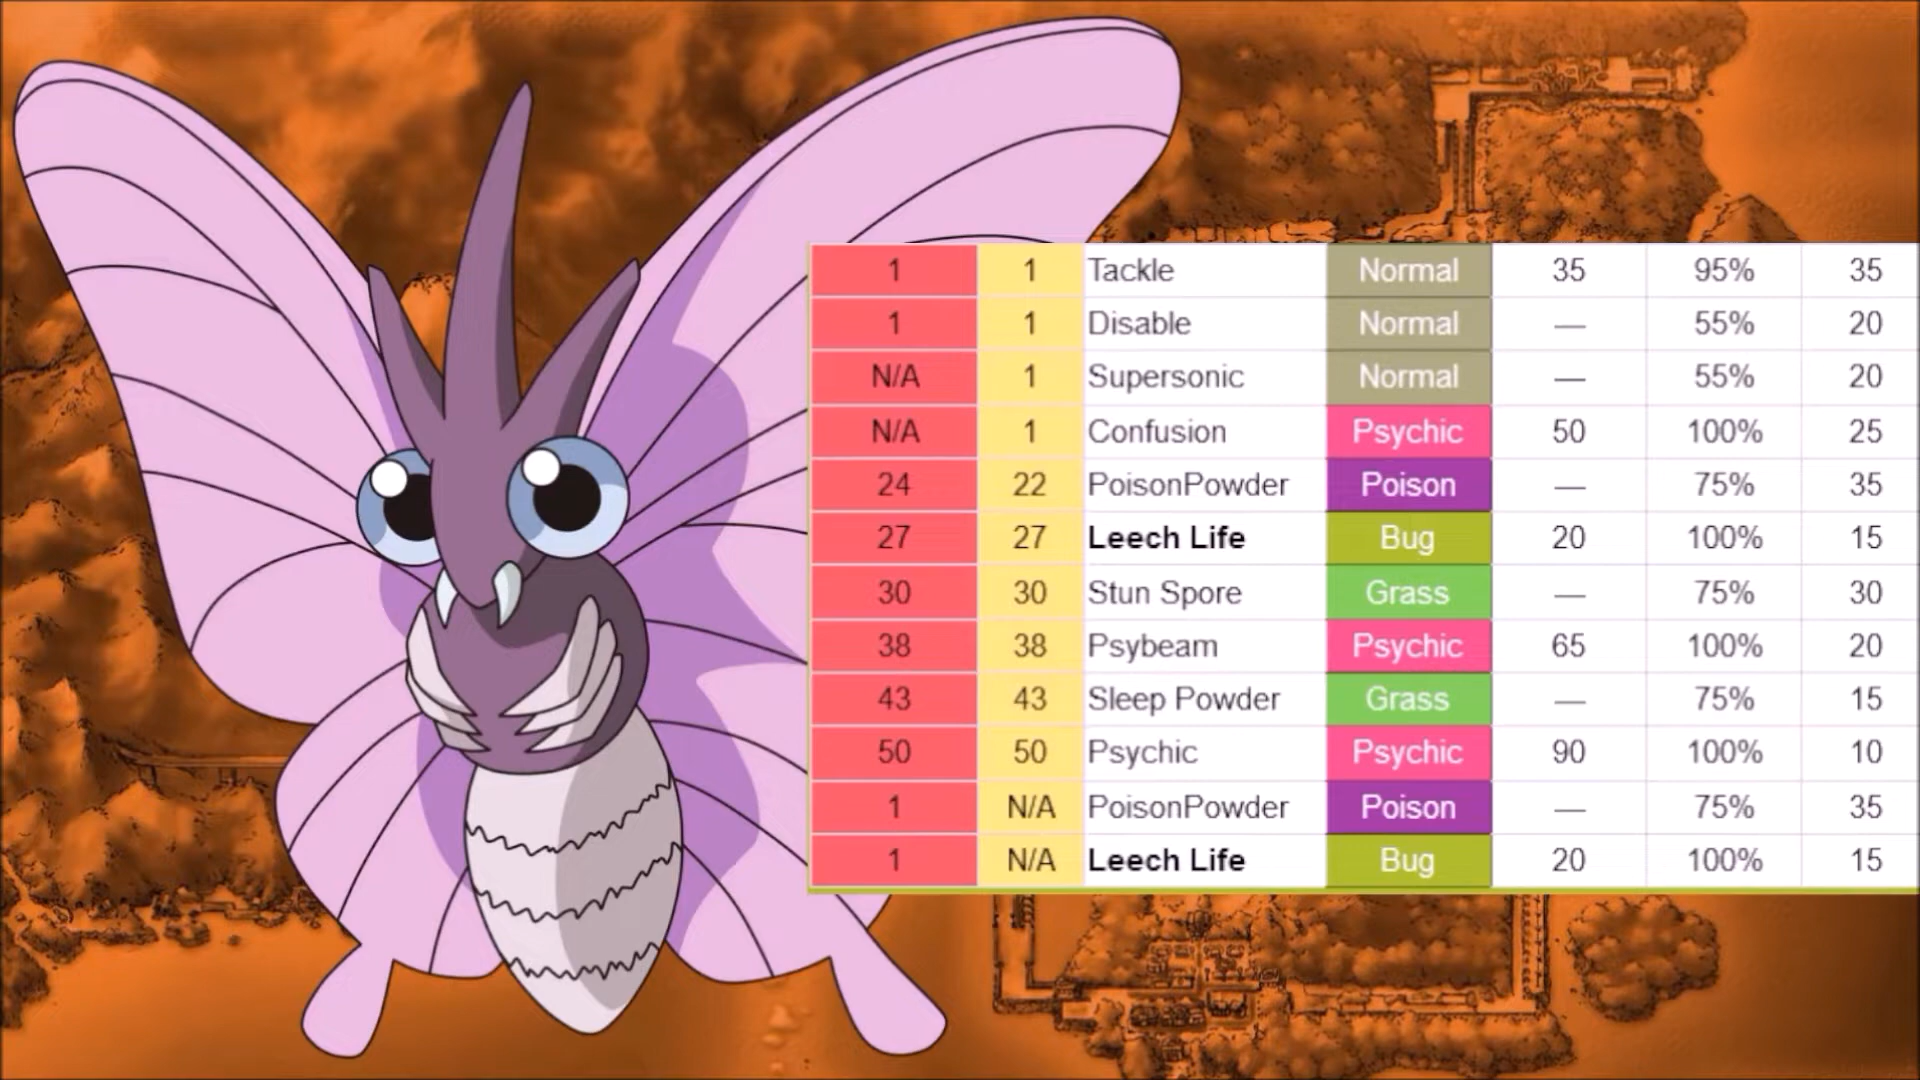 1 1 Tackle Normal 35 95% 35
1 1 Disable Normal — 55% 20
N/A 1 Supersonic Normal — 55% 20
N/A 1 Confusion Psychic 50 100% 25
24 22 PoisonPowder Poison — 75% 35
27 27 Leech Life Bug 20 100% 15
30 30 Stun Spore Grass — 75% 30
38 38 Psybeam Psychic 65 100% 20
43 43 Sleep Powder Grass — 75% 15
50 50 Psychic Psychic 90 100% 10
1 N/A PoisonPowder Poison — 75% 35
1 N/A Leech Life Bug 20 100% 15